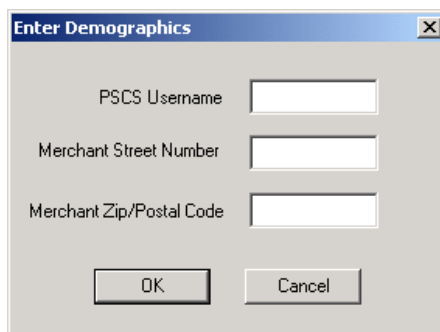 Enter Demographics
PSCS Username
Merchant Street Number
Merchant Zip/Postal Code
OK Cancel